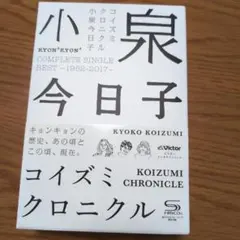 小泉
今日子
コイズミ
クロニクル
小泉今日子
KYON²KYON²
COMPLETE SINGLE
BEST -1982-2017-
KYOKO KOIZUMI
キョンキョンの
歴史、あの頃と
この頃、現在。
Victor
コイズミ
クロニクル
KOIZUMI
CHRONICLE